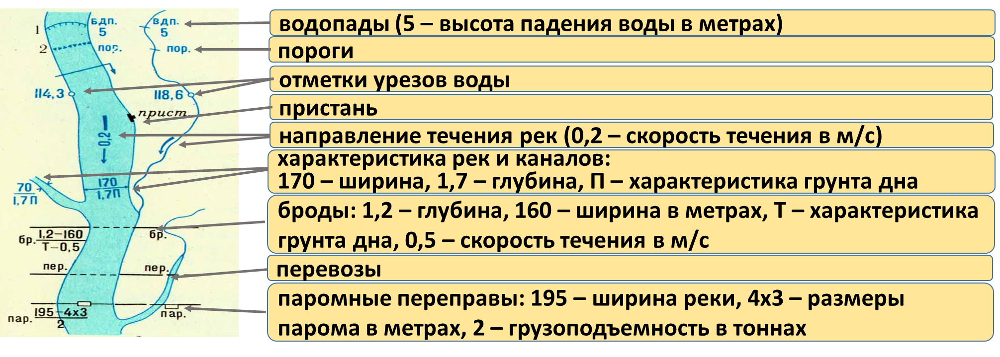 1
бдп.
5
вдп.
5
2
пор.
пор.
114,3
118,6
прист.
0,2
170
1,7П
70
1,7П
бр. 1,2–160
Т–0,5
бр.
пер.
пер.
пар. 195–4х3
2
пар.
водопады (5 – высота падения воды в метрах)
пороги
отметки урезов воды
пристань
направление течения рек (0,2 – скорость течения в м/с)
характеристика рек и каналов:
170 – ширина, 1,7 – глубина, П – характеристика грунта дна
броды: 1,2 – глубина, 160 – ширина в метрах, Т – характеристика
грунта дна, 0,5 – скорость течения в м/с
перевозы
паромные переправы: 195 – ширина реки, 4х3 – размеры
парома в метрах, 2 – грузоподъемность в тоннах